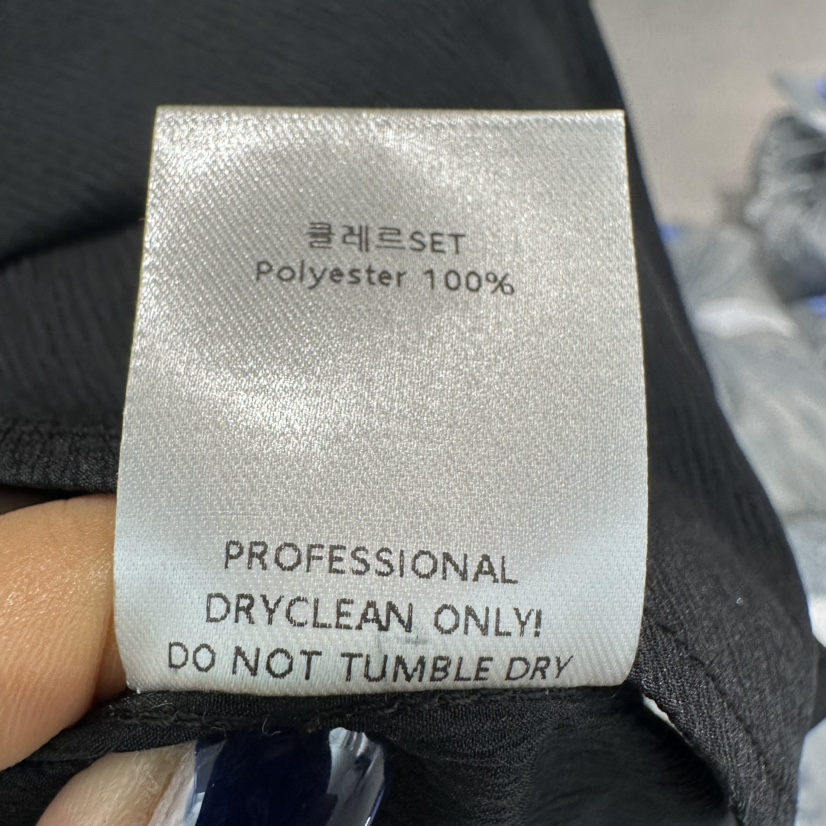 클레르SET
Polyester 100%
PROFESSIONAL
DRYCLEAN ONLY!
DO NOT TUMBLE DRY